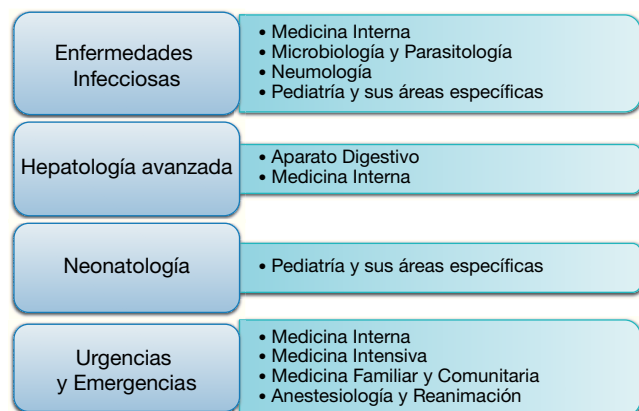 Enfermedades
Infecciosas
• Medicina Interna
• Microbiología y Parasitología
• Neumología
• Pediatría y sus áreas específicas
Hepatología avanzada
• Aparato Digestivo
• Medicina Interna
Neonatología
• Pediatría y sus áreas específicas
Urgencias
y Emergencias
• Medicina Interna
• Medicina Intensiva
• Medicina Familiar y Comunitaria
• Anestesiología y Reanimación